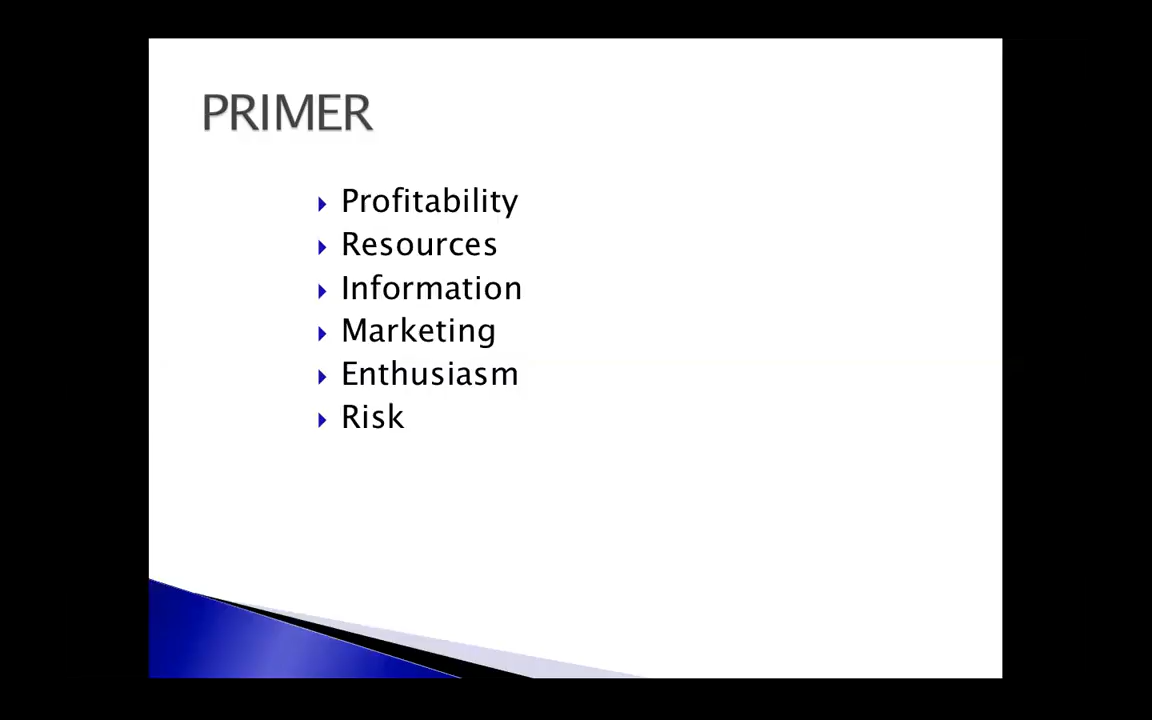 PRIMER
Profitability
Resources
Information
Marketing
Enthusiasm
Risk